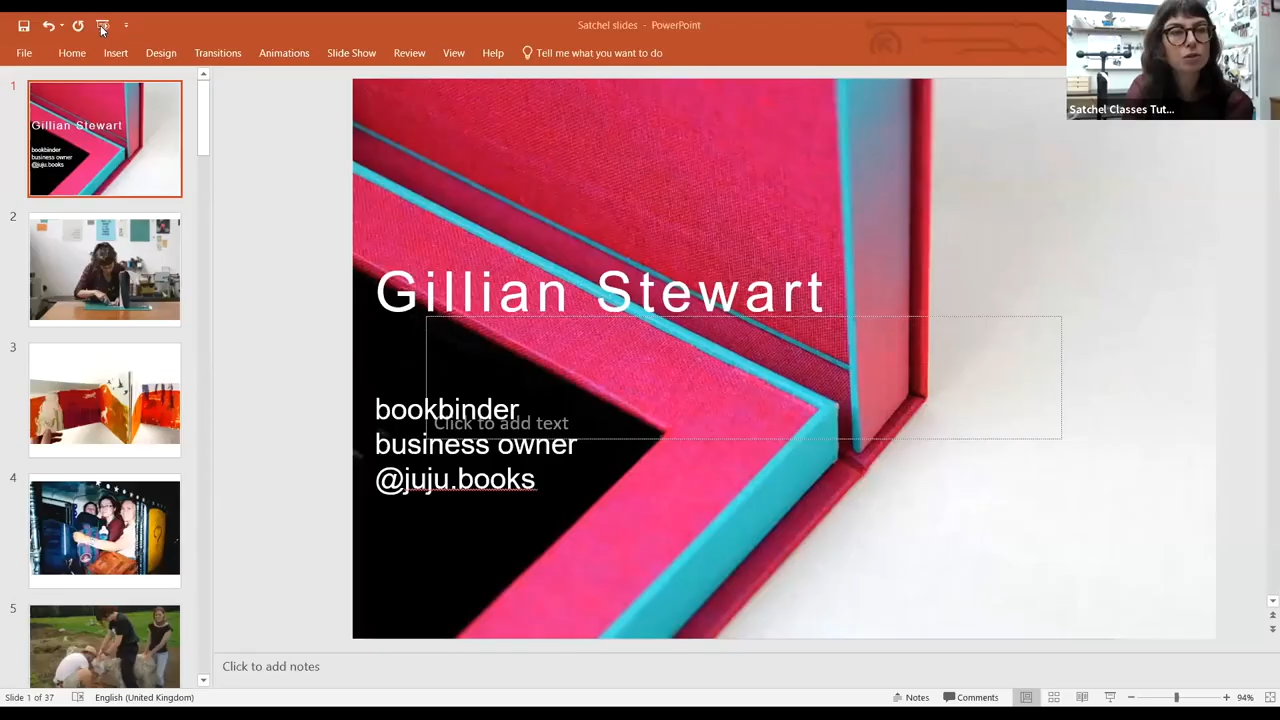 Satchel slides - PowerPoint
File Home Insert Design Transitions Animations Slide Show Review View Help Tell me what you want to do
Satchel Classes Tut...
1
Gillian Stewart
bookbinder
business owner
@juju.books
2
3
4
5
Gillian Stewart
bookbinder
Click to add text
business owner
@juju.books
Click to add notes
Slide 1 of 37 English (United Kingdom) Notes Comments 94%